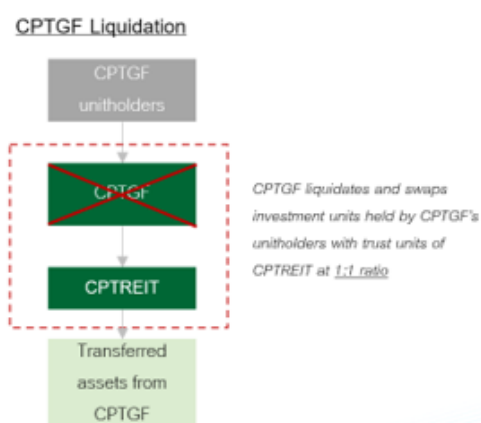 CPTGF Liquidation
CPTGF
unitholders
CPTGF
CPTGF liquidates and swaps
investment units held by CPTGF's
unitholders with trust units of
CPTREIT at 1:1 ratio
CPTREIT
Transferred
assets from
CPTGF